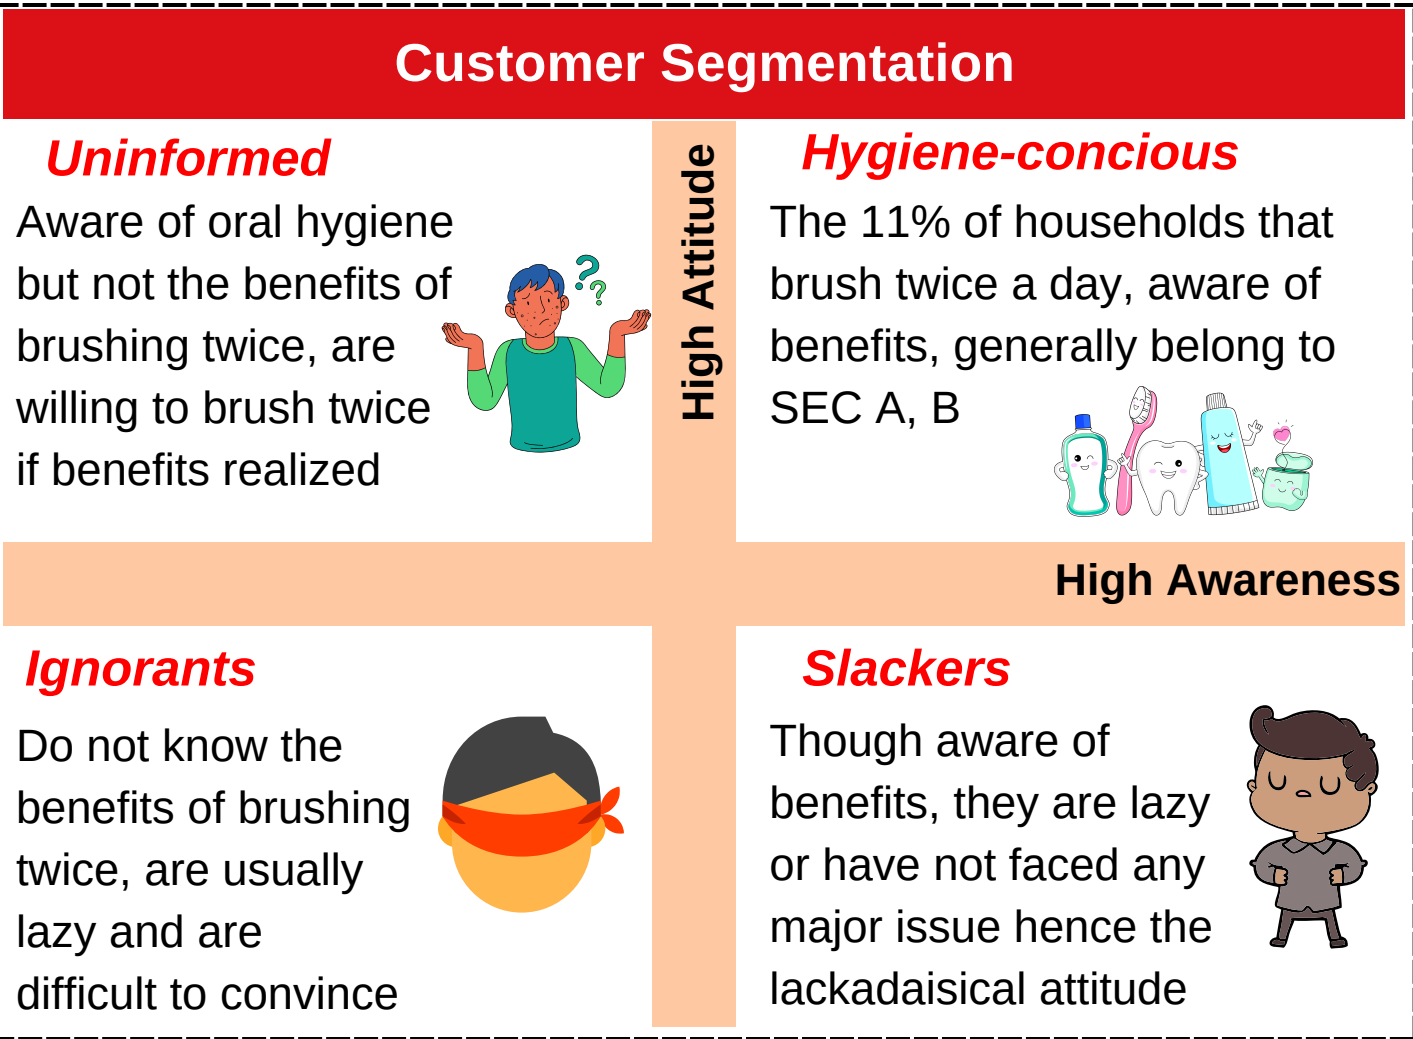 Customer Segmentation
Uninformed
Aware of oral hygiene
but not the benefits of
brushing twice, are
willing to brush twice
if benefits realized
High Attitude
Hygiene-concious
The 11% of households that
brush twice a day, aware of
benefits, generally belong to
SEC A, B
High Awareness
Ignorants
Do not know the
benefits of brushing
twice, are usually
lazy and are
difficult to convince
Slackers
Though aware of
benefits, they are lazy
or have not faced any
major issue hence the
lackadaisical attitude